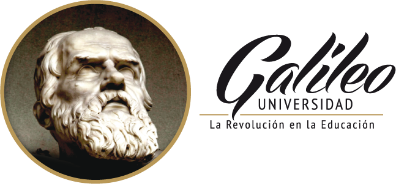 Galileo
UNIVERSIDAD
La Revolución en la Educación